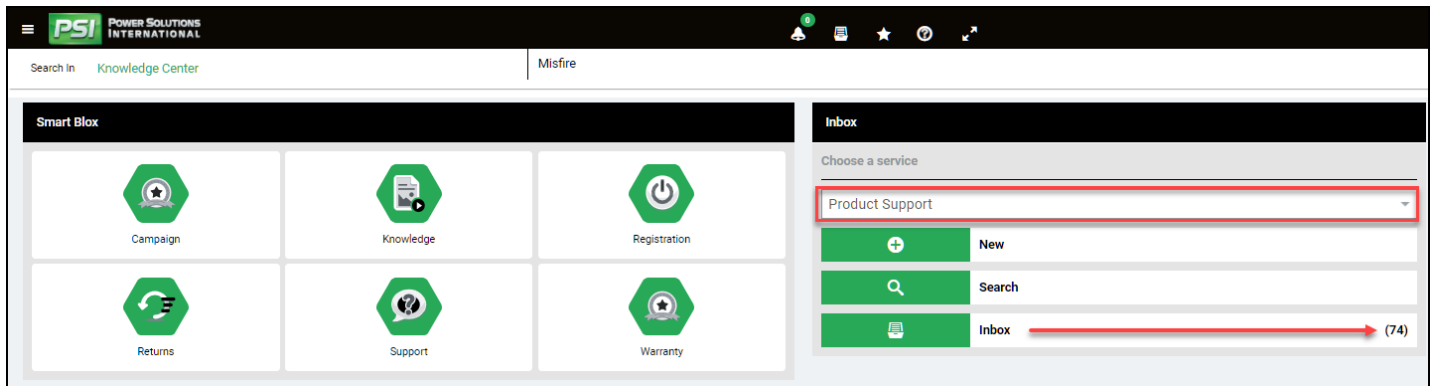 PSI POWER SOLUTIONS
INTERNATIONAL
0
Search In Knowledge Center Misfire
Smart Blox
Campaign Knowledge Registration
Returns Support Warranty
Inbox
Choose a service
Product Support
New
Search
Inbox (74)